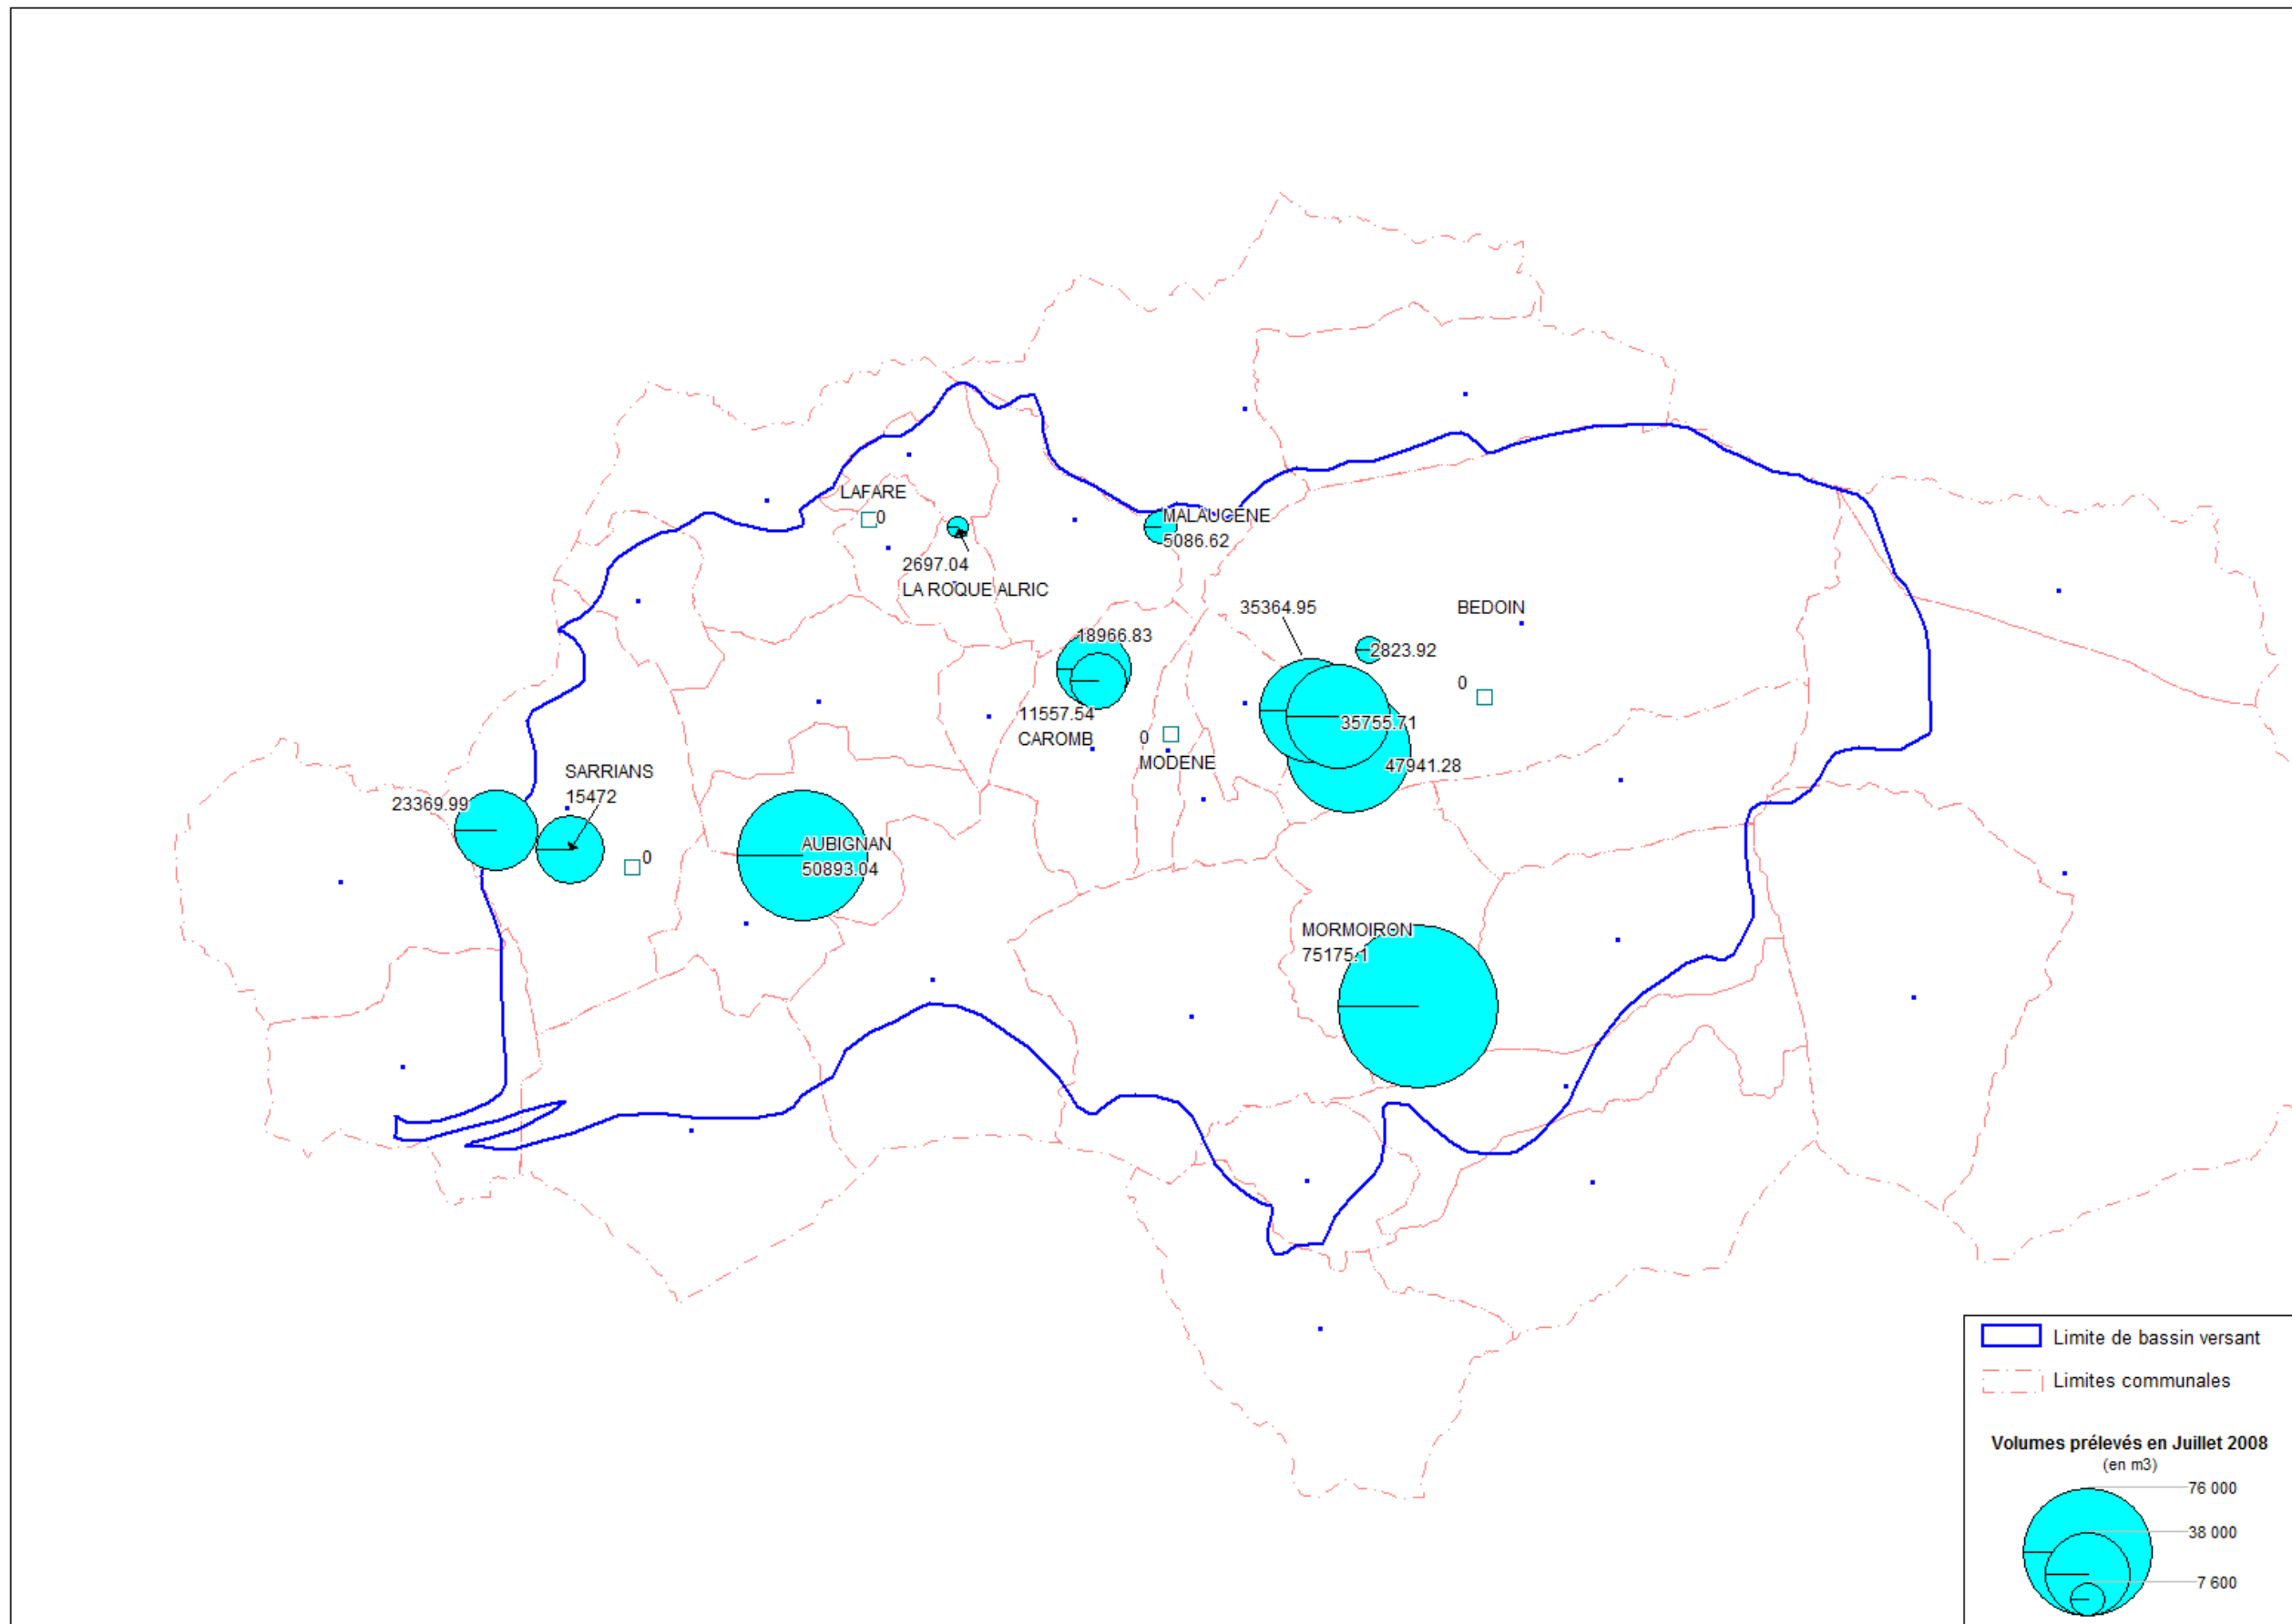 LAFARE
0
MALAUCENE
5086.62
2697.04
LA ROQUE ALRIC
35364.95
BEDOIN
18966.83
2823.92
0
11557.54
CAROMB
0
MODENE
35755.71
47941.28
SARRIANS
15472
23369.99
0
AUBIGNAN
50893.04
MORMOIRON
75175.1
Limite de bassin versant
Limites communales
Volumes prélevés en Juillet 2008
(en m3)
76 000
38 000
7 600